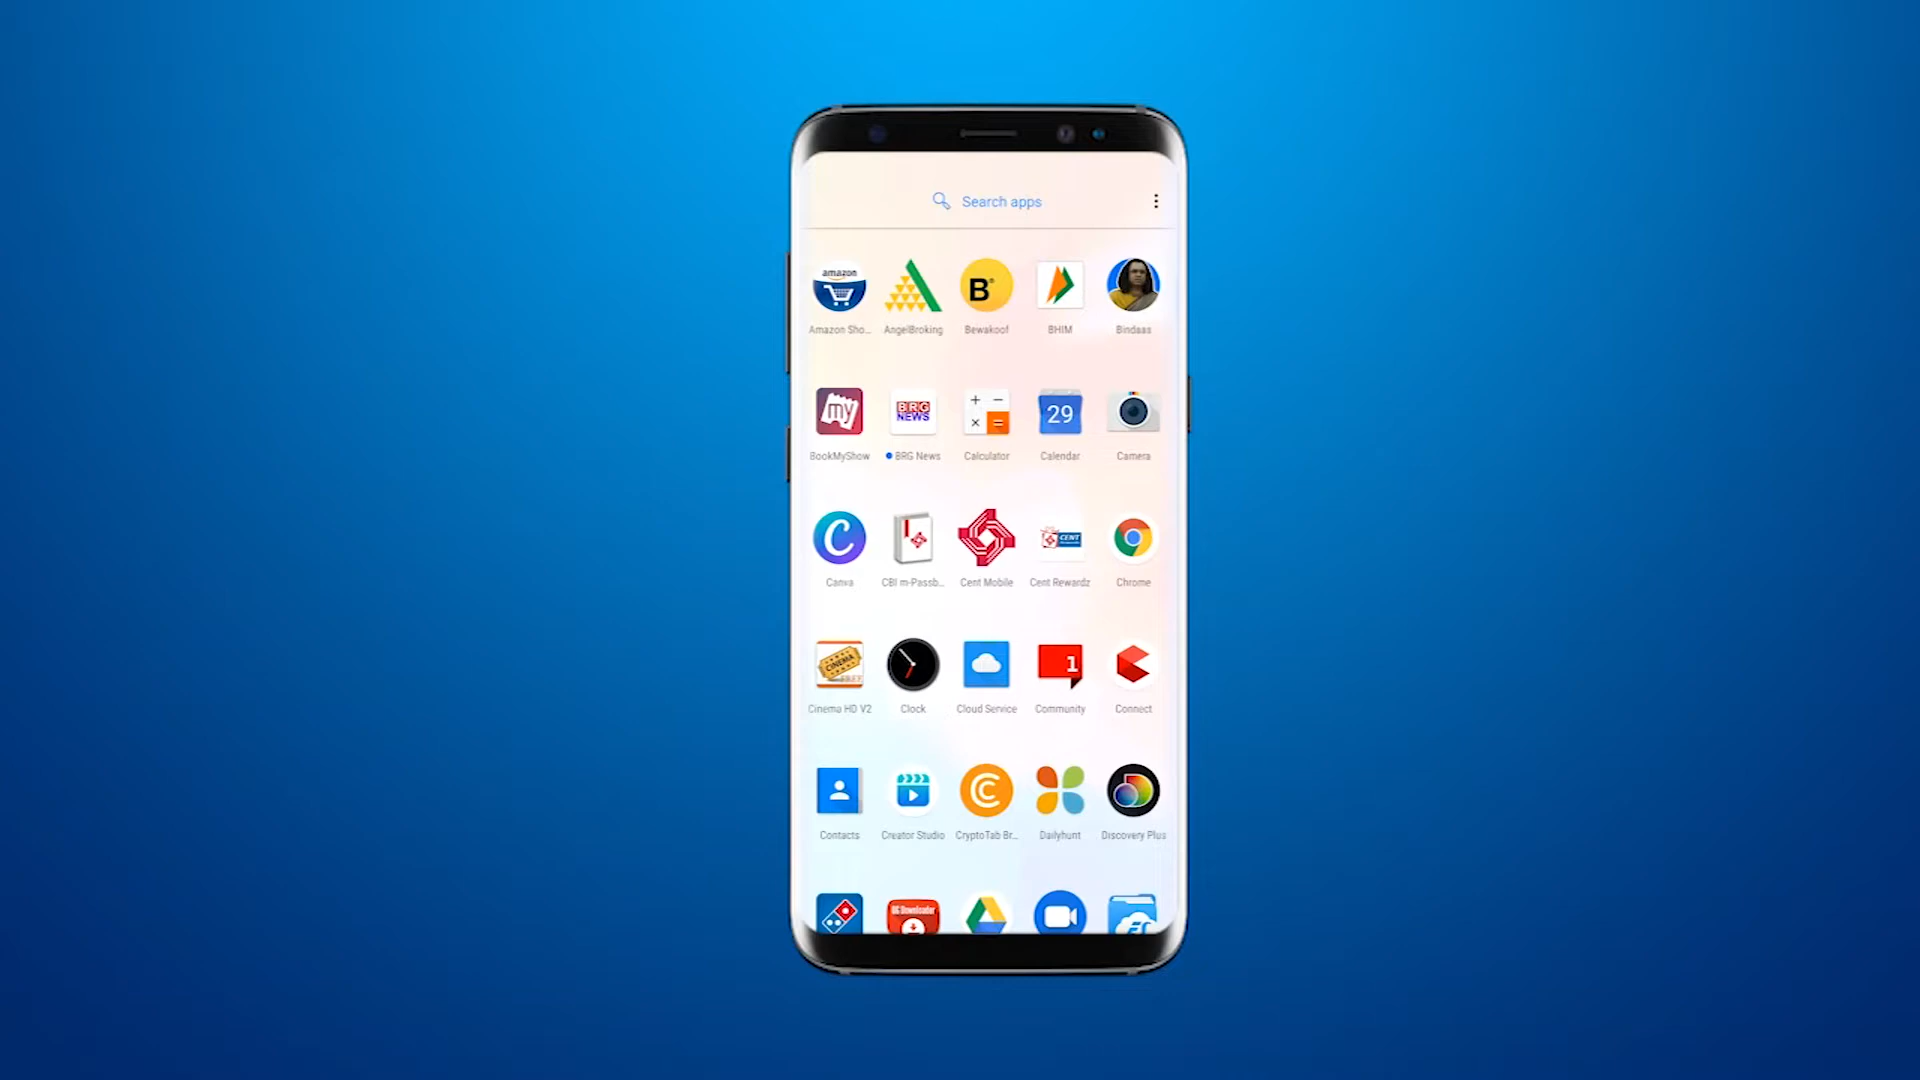 Search apps
amazon
B
Amazon Sho...
AngelBroking
Bewakoof
BHIM
Bindaas
my
BRG
NEWS
+ −
× =
29
BookMyShow
BRG News
Calculator
Calendar
Camera
C
CENT
Canva
CBI m-Passb...
Cent Mobile
Cent Rewardz
Chrome
CINEMA
FREE
1
Cinema HD V2
Clock
Cloud Service
Community
Connect
C
Contacts
Creator Studio
CryptoTab Br...
Dailyhunt
Discovery Plus